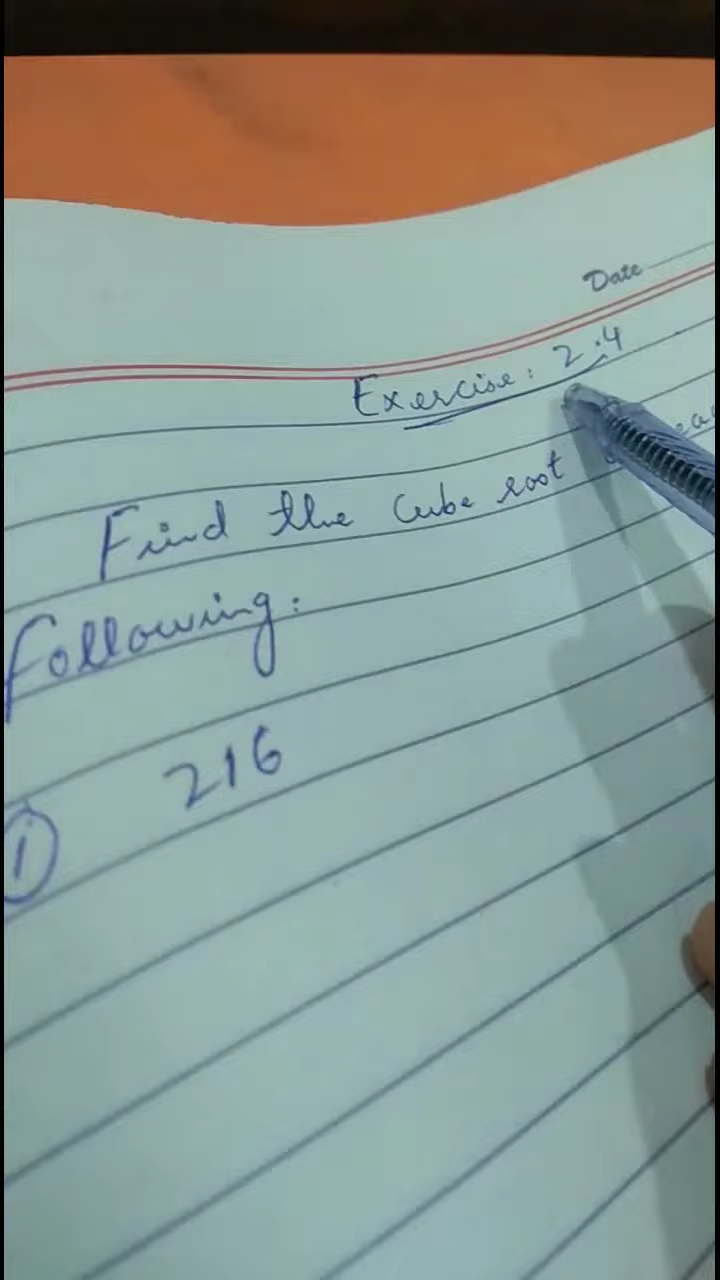 Date
Exercise: 2.4
Find the Cube root
following:
① 216